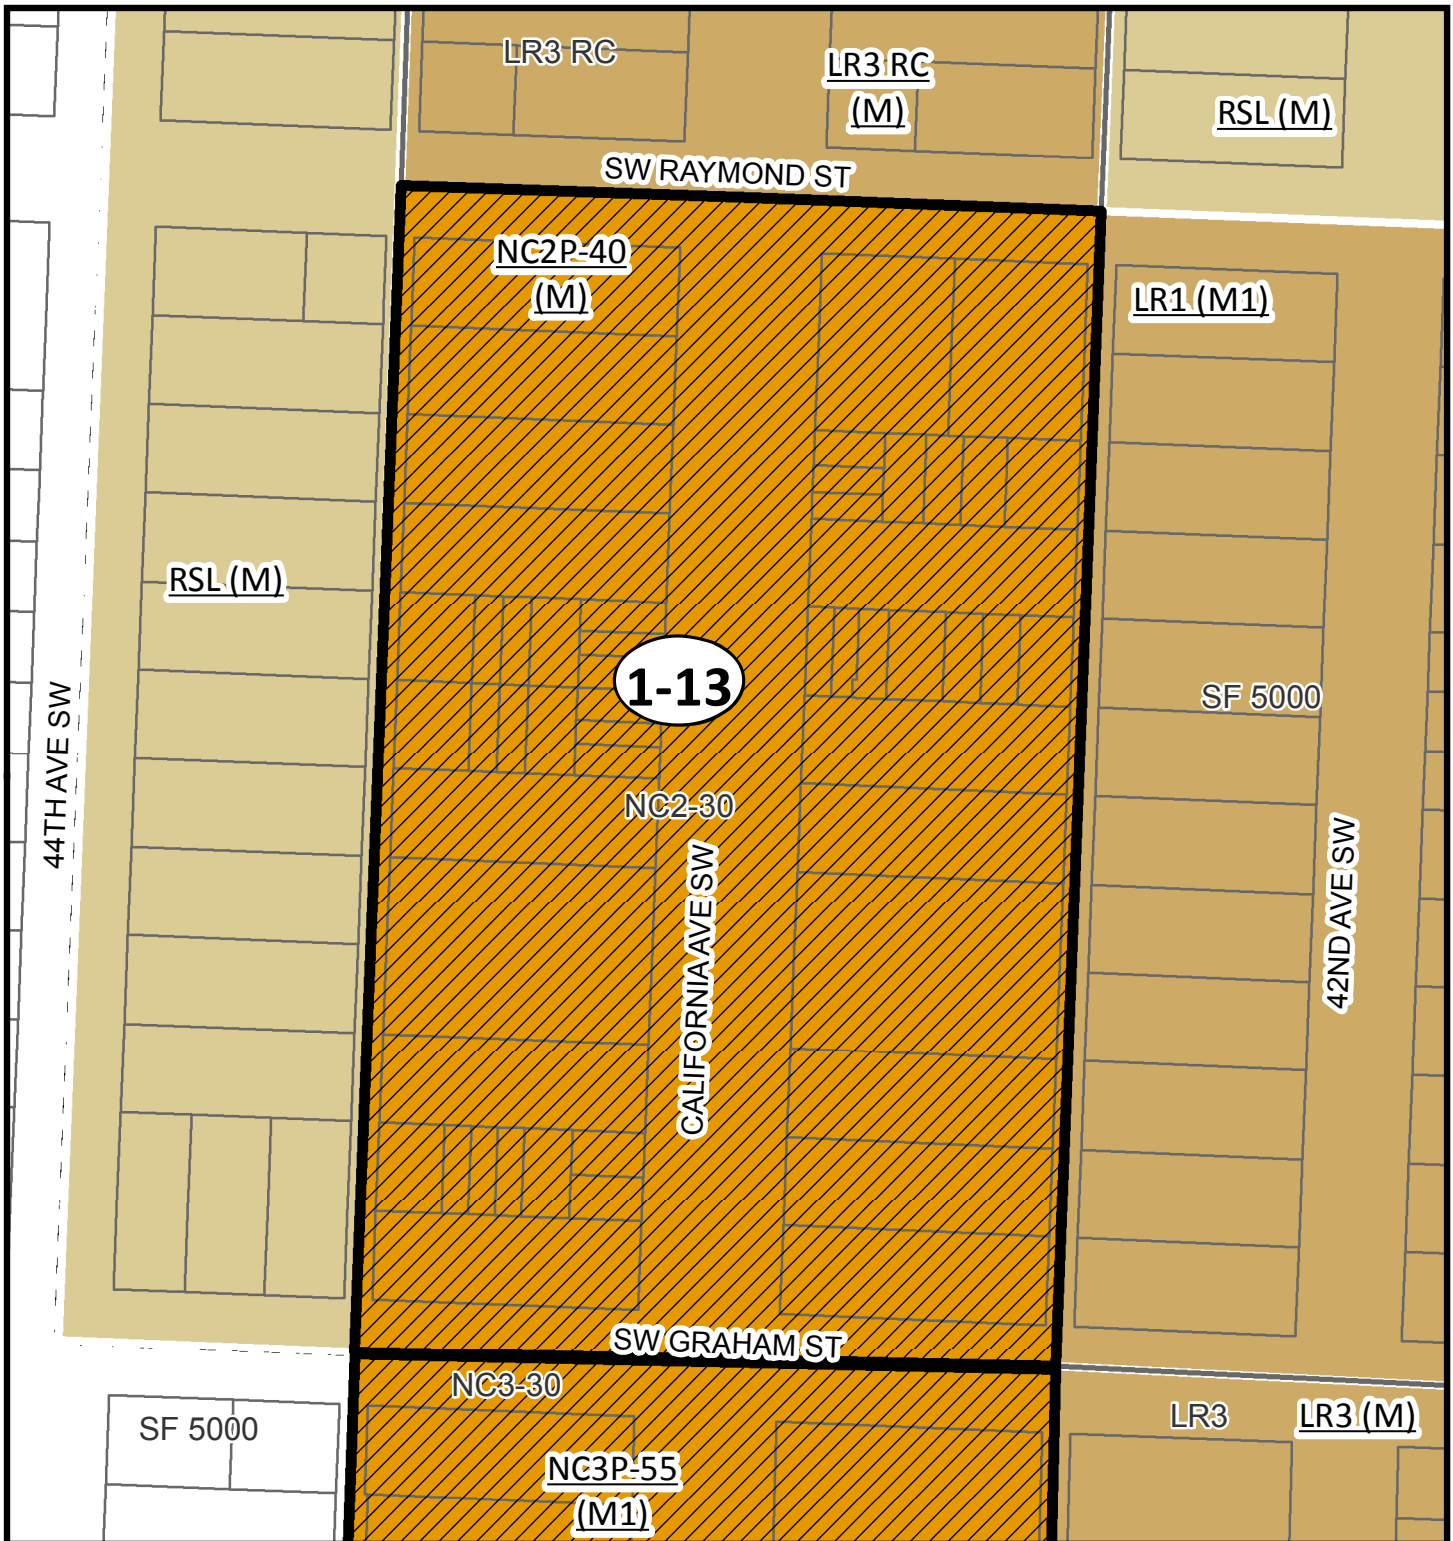 LR3 RC
LR3 RC
(M)
RSL (M)
SW RAYMOND ST
NC2P-40
(M)
LR1 (M1)
RSL (M)
1-13
SF 5000
44TH AVE SW
NC2-30
CALIFORNIA AVE SW
42ND AVE SW
SW GRAHAM ST
NC3-30
SF 5000
LR3
LR3 (M)
NC3P-55
(M1)